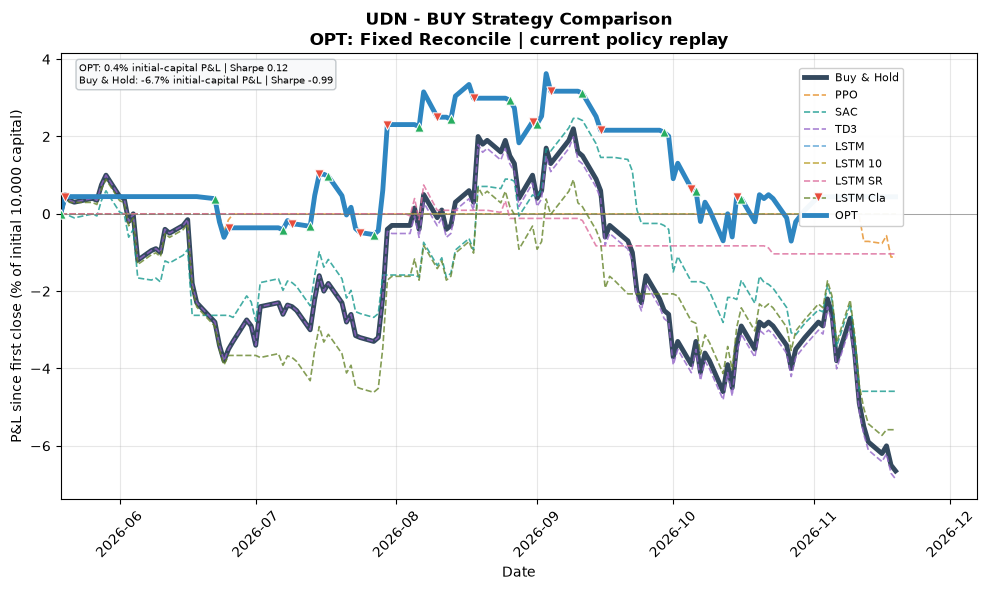 UDN - BUY Strategy Comparison
OPT: Fixed Reconcile | current policy replay
OPT: 0.4% initial-capital P&L | Sharpe 0.12
Buy & Hold: -6.7% initial-capital P&L | Sharpe -0.99
Buy & Hold
PPO
SAC
TD3
LSTM
LSTM 10
LSTM SR
LSTM Cla
OPT
P&L since first close (% of initial 10,000 capital)
4
2
0
−2
−4
−6
2026-06
2026-07
2026-08
2026-09
2026-10
2026-11
2026-12
Date